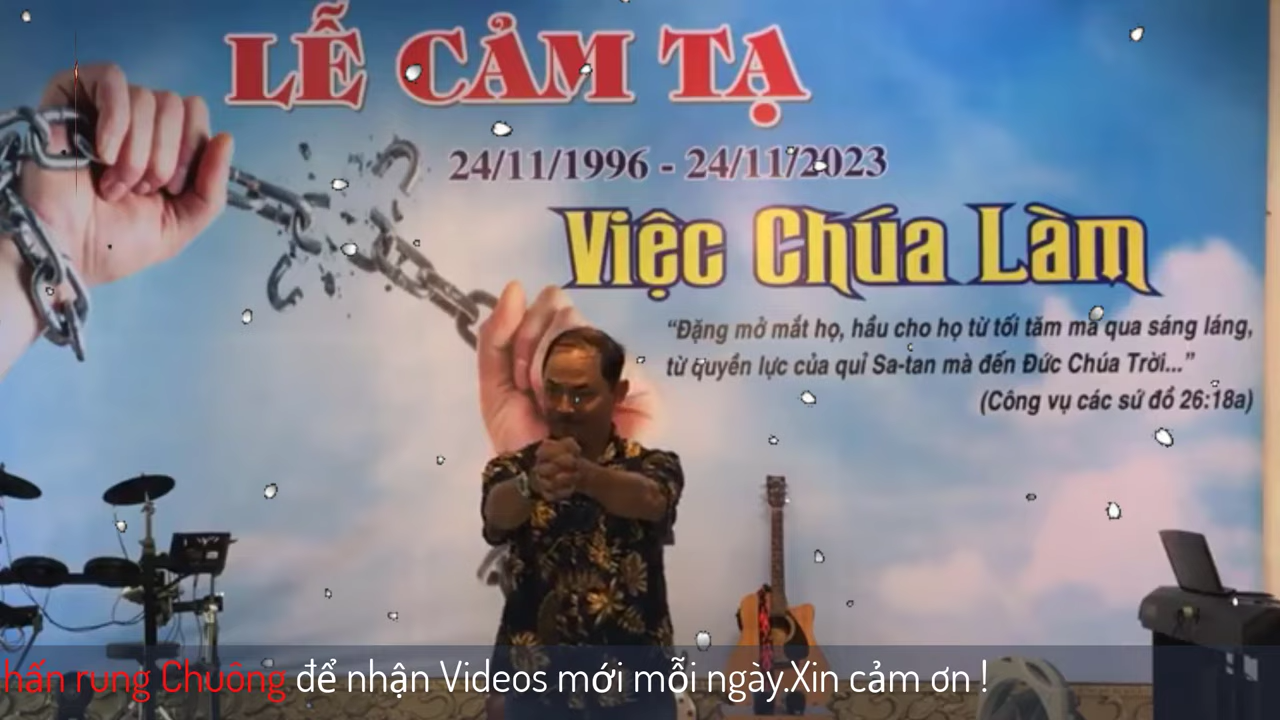 LỄ CẢM TẠ
24/11/1996 - 24/11/2023
Việc Chúa Làm
“Đặng mở mắt họ, hầu cho họ từ tối tăm mà qua sáng láng,
từ quyền lực của quỉ Sa-tan mà đến Đức Chúa Trời...”
(Công vụ các sứ đồ 26:18a)
hấn rung Chuông để nhận Videos mới mỗi ngày.Xin cảm ơn !